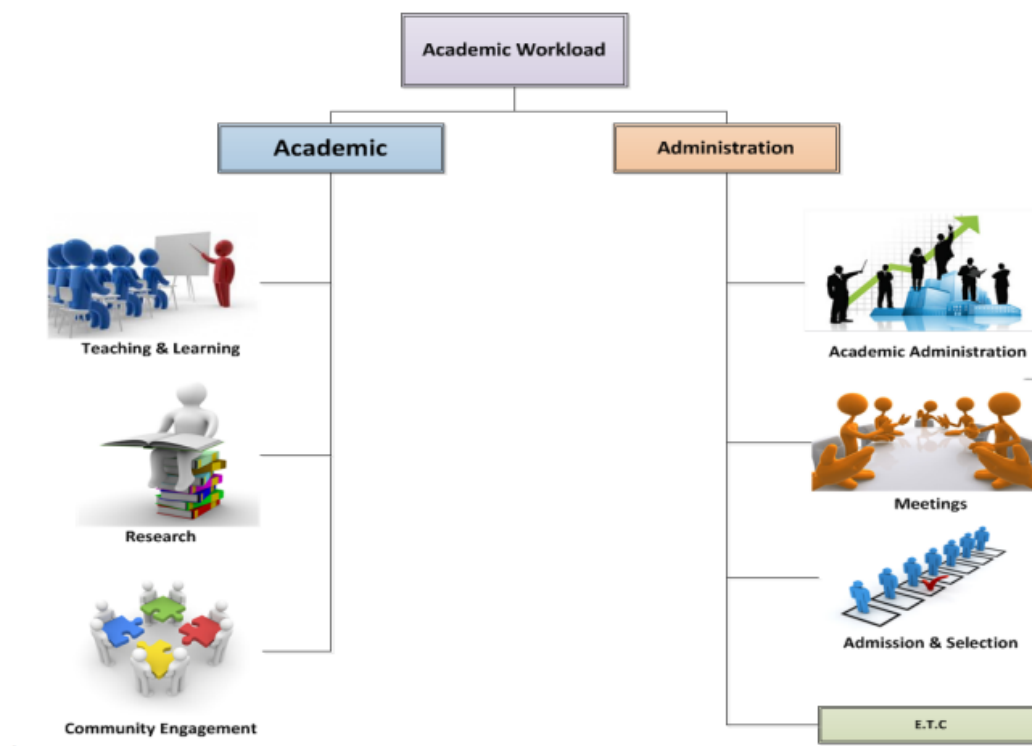 Academic Workload
Academic
Administration
Teaching & Learning
Academic Administration
Research
Meetings
Community Engagement
Admission & Selection
E.T.C